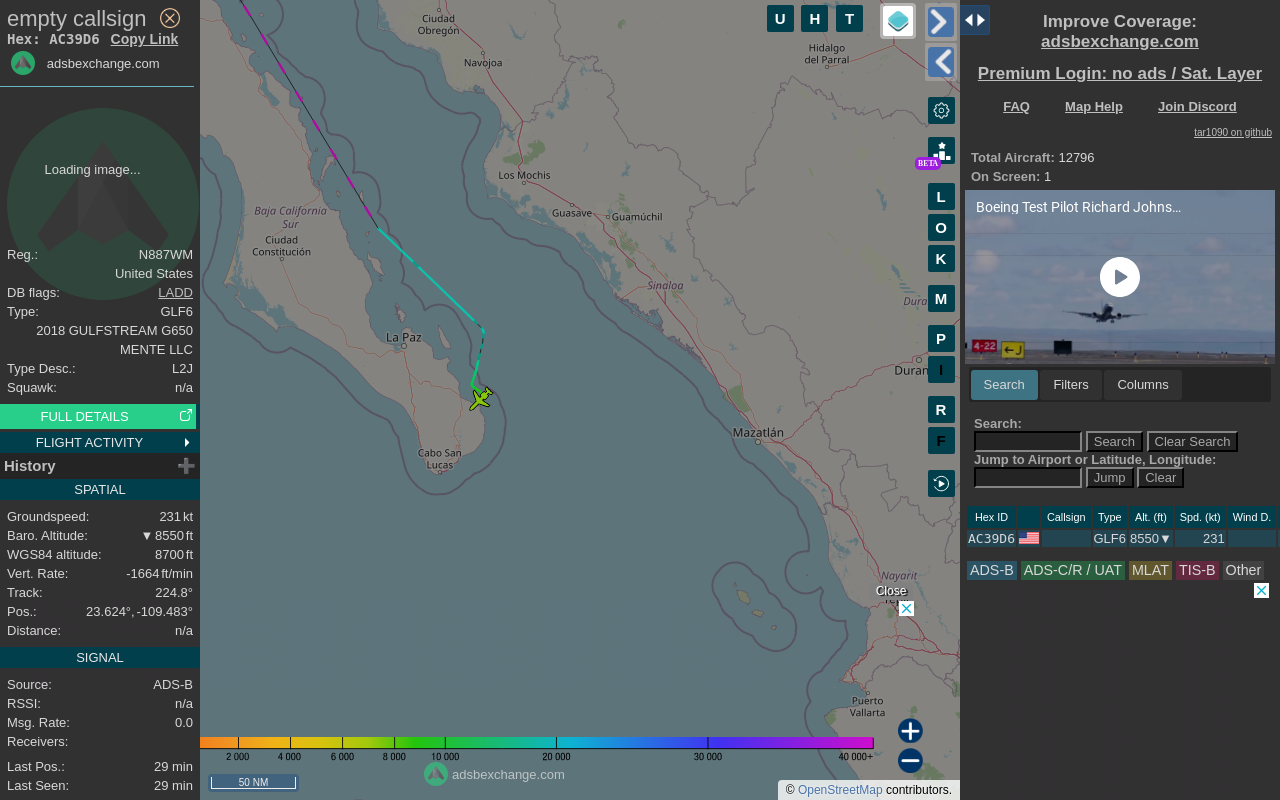 empty callsign
Hex: AC39D6 Copy Link
adsbexchange.com
Loading image...
Reg.: N887WM
United States
DB flags: LADD
Type: GLF6
2018 GULFSTREAM G650
MENTE LLC
Type Desc.: L2J
Squawk: n/a
FULL DETAILS
FLIGHT ACTIVITY
History
SPATIAL
Groundspeed: 231 kt
Baro. Altitude: ▼ 8550 ft
WGS84 altitude: 8700 ft
Vert. Rate: -1664 ft/min
Track: 224.8°
Pos.: 23.624°, -109.483°
Distance: n/a
SIGNAL
Source: ADS-B
RSSI: n/a
Msg. Rate: 0.0
Receivers:
Last Pos.: 29 min
Last Seen: 29 min
Ciudad
Obregón
Navojoa
Hidalgo
del Parral
Los Mochis
Guasave
Guamúchil
Baja California
Sur
Ciudad
Constitución
Sinaloa
La Paz
Mazatlán
Cabo San
Lucas
Nayarit
Close
Puerto
Vallarta
U H T
BETA
L
O
K
M
P
I
R
F
2 000 4 000 6 000 8 000 10 000 20 000 30 000 40 000+
50 NM
adsbexchange.com
© OpenStreetMap contributors.
Improve Coverage:
adsbexchange.com
Premium Login: no ads / Sat. Layer
FAQ Map Help Join Discord
tar1090 on github
Total Aircraft: 12796
On Screen: 1
Boeing Test Pilot Richard Johns...
4-22
J
Search Filters Columns
Search:
Search Clear Search
Jump to Airport or Latitude, Longitude:
Jump Clear
Hex ID Callsign Type Alt. (ft) Spd. (kt) Wind D.
AC39D6 GLF6 8550▼ 231
ADS-B ADS-C/R / UAT MLAT TIS-B Other